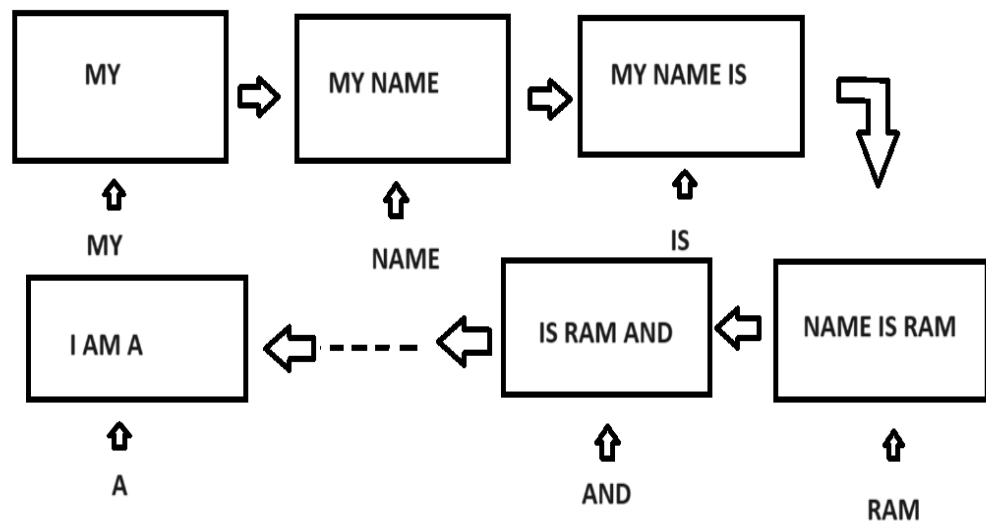 MY
MY NAME
MY NAME IS
MY
NAME
IS
I AM A
IS RAM AND
NAME IS RAM
A
AND
RAM